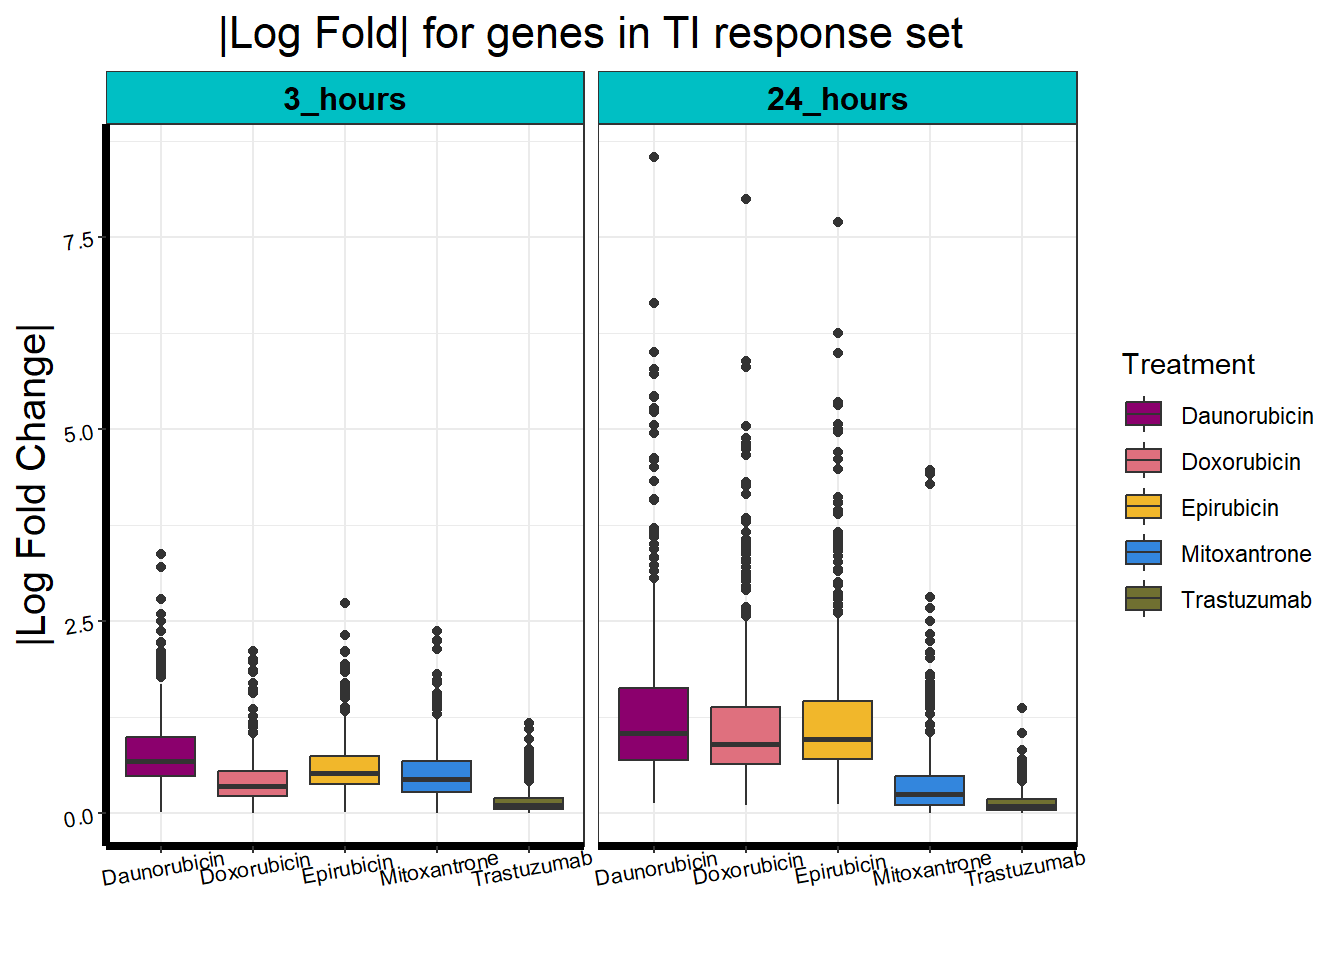 |Log Fold| for genes in TI response set
3_hours
24_hours
|Log Fold Change|
7.5
5.0
2.5
0.0
Daunorubicin
Doxorubicin
Epirubicin
Mitoxantrone
Trastuzumab
Daunorubicin
Doxorubicin
Epirubicin
Mitoxantrone
Trastuzumab
Treatment
Daunorubicin
Doxorubicin
Epirubicin
Mitoxantrone
Trastuzumab